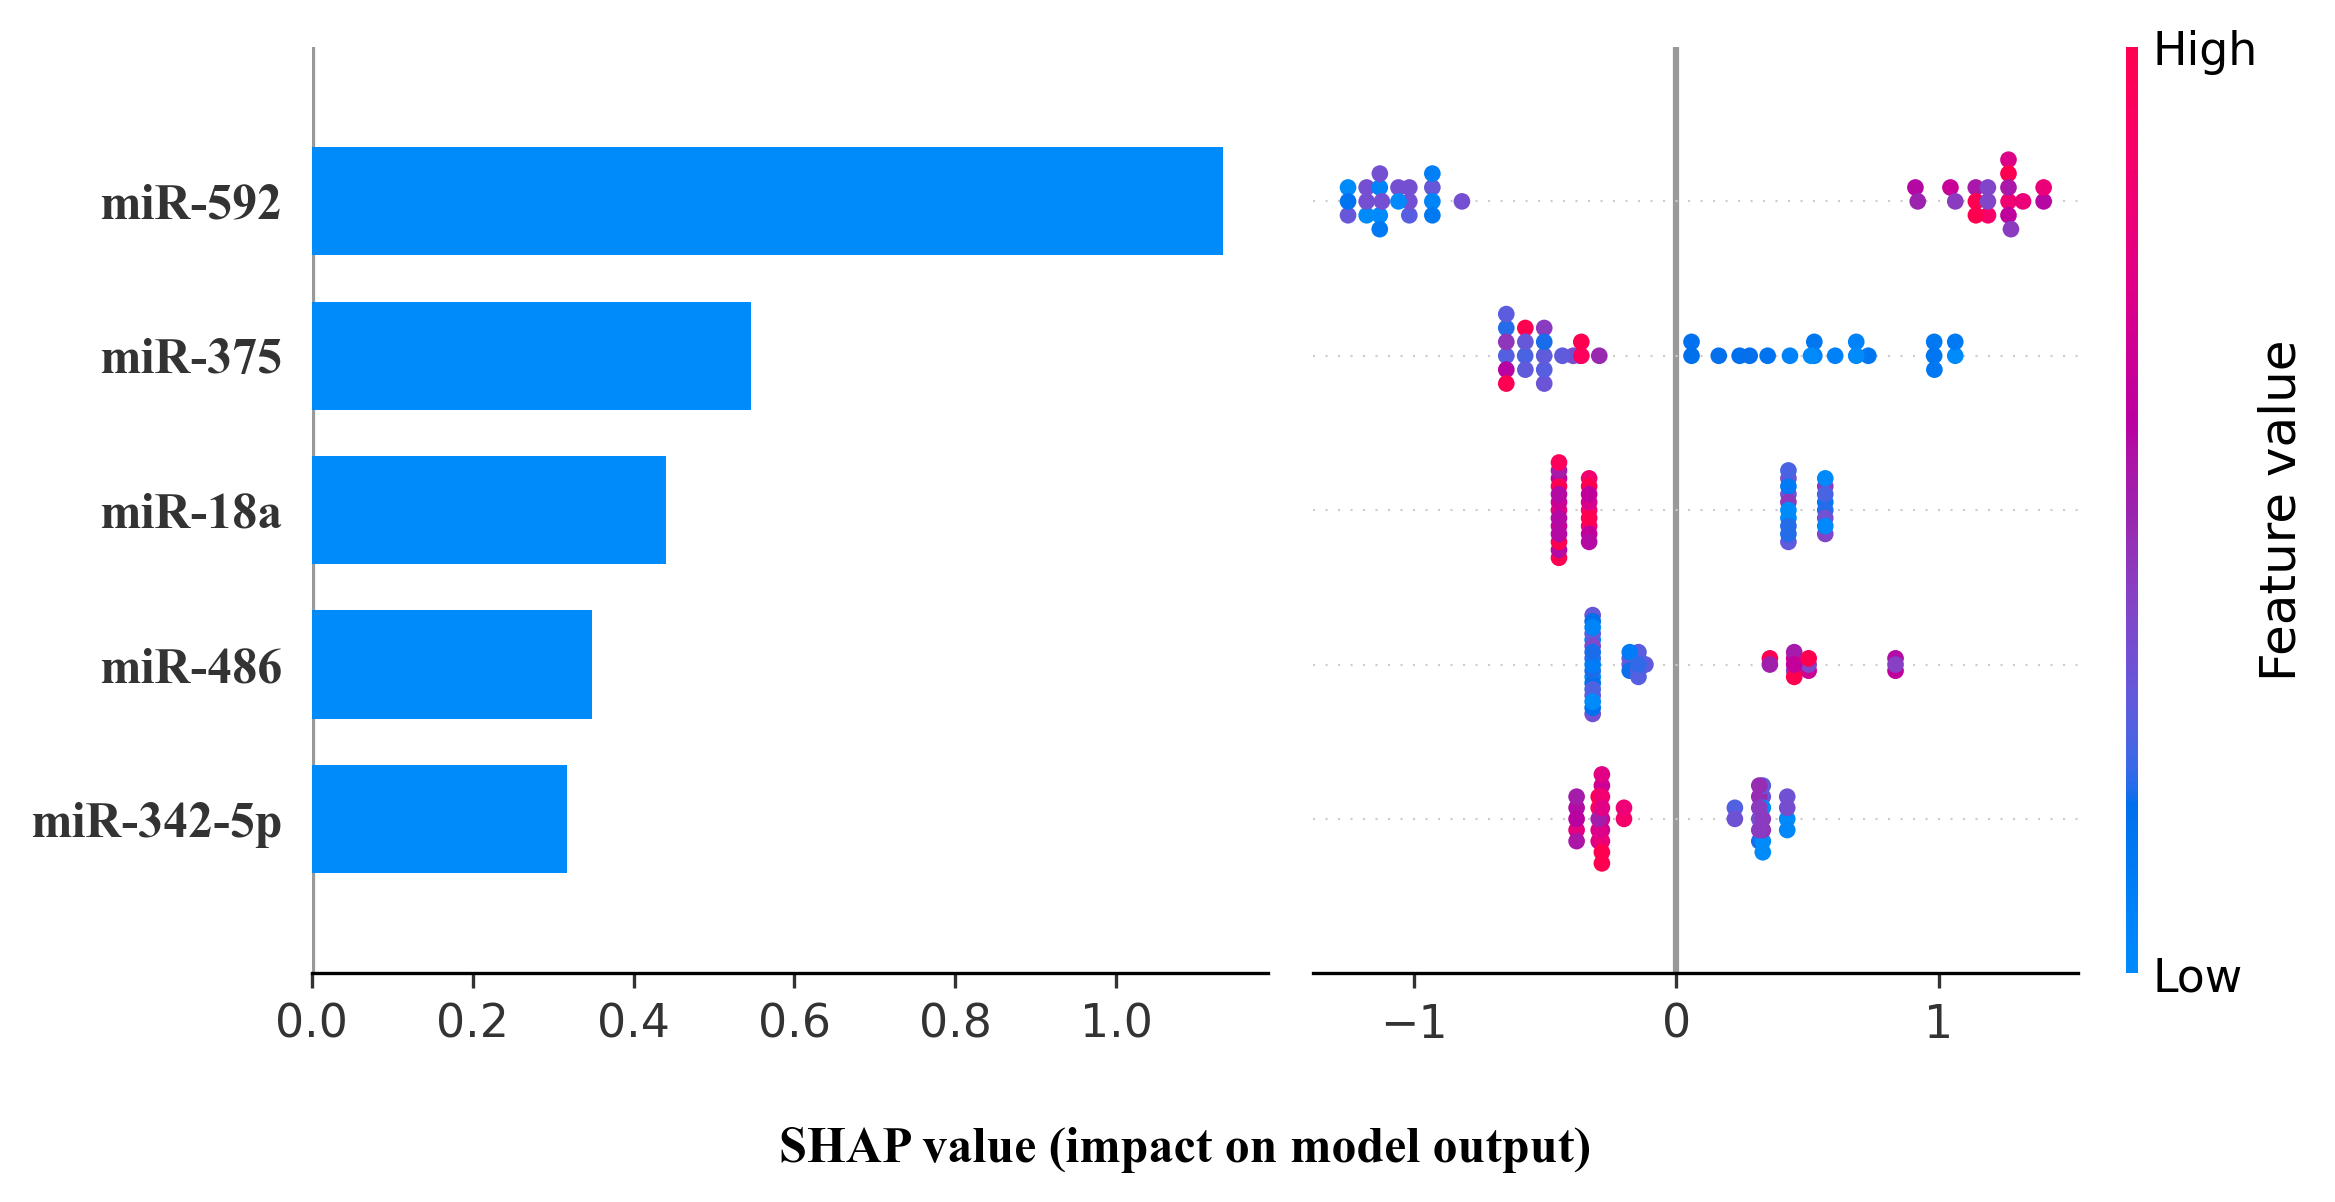 miR-592
miR-375
miR-18a
miR-486
miR-342-5p
0.0 0.2 0.4 0.6 0.8 1.0
−1 0 1
High
Low
Feature value
SHAP value (impact on model output)